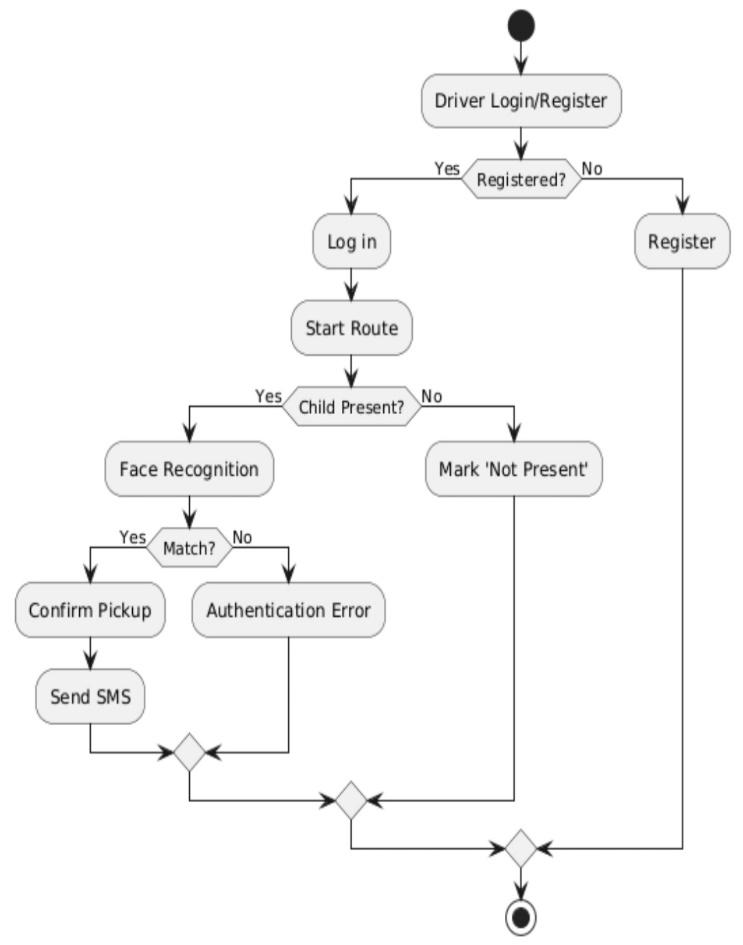 Driver Login/Register
Yes
Registered?
No
Log in
Register
Start Route
Yes
Child Present?
No
Face Recognition
Mark 'Not Present'
Yes
Match?
No
Confirm Pickup
Authentication Error
Send SMS